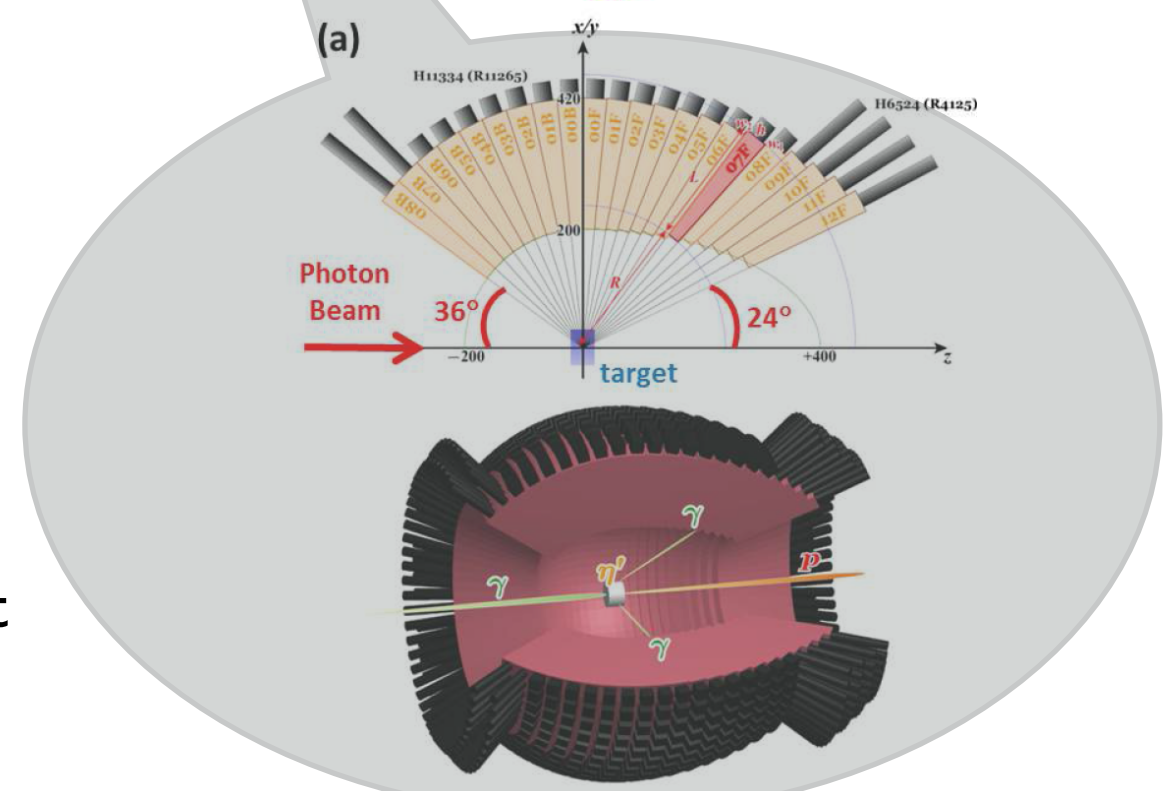 (a)
x/y
H11334 (R11265)
H6524 (R4125)
420
08B
07B
06B
05B
04B
03B
02B
01B
00B
00F
01F
02F
03F
04F
05F
06F
07F
08F
09F
10F
11F
12F
h
L
200
R
Photon
Beam
36°
24°
−200
+400
z
target
γ
η'
p
γ
γ
t